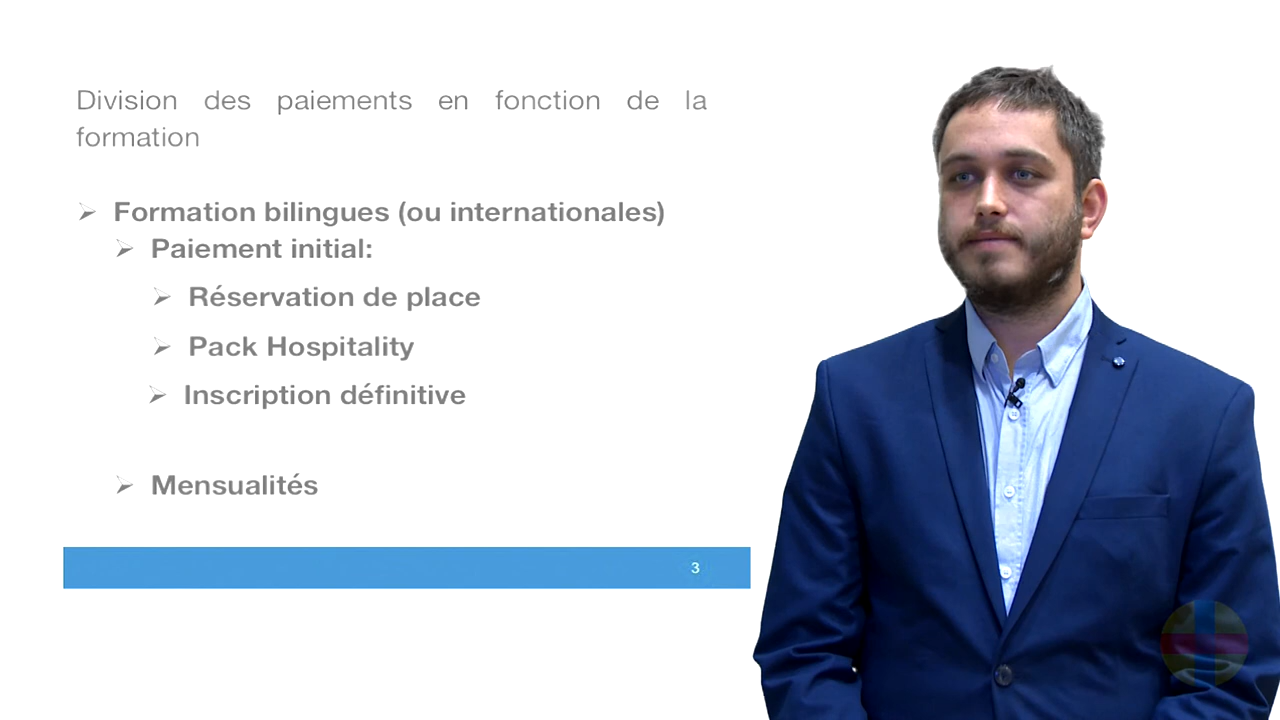 Division des paiements en fonction de la
formation
Formation bilingues (ou internationales)
Paiement initial:
Réservation de place
Pack Hospitality
Inscription définitive
Mensualités
3